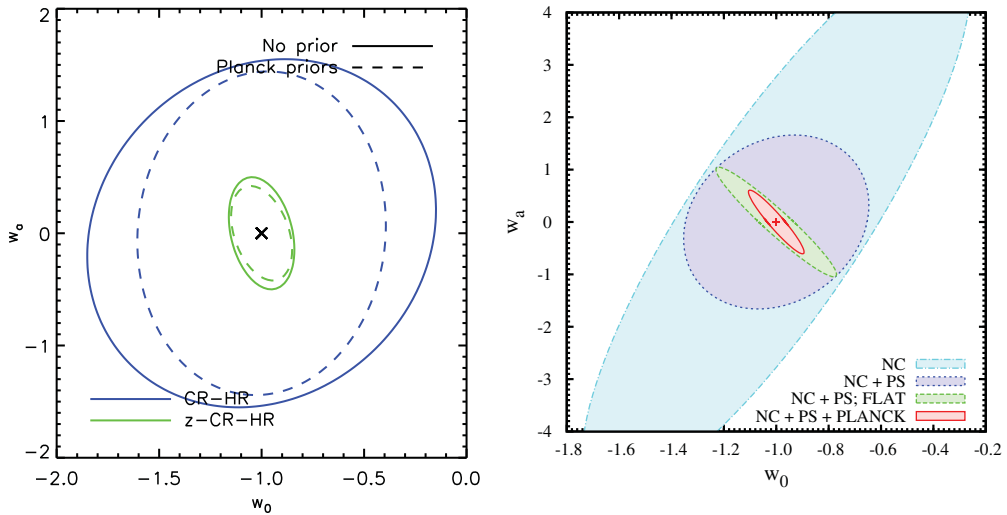 2
1
0
−1
−2
wₐ
−2.0 −1.5 −1.0 −0.5 0.0
w₀
No prior
Planck priors
CR−HR
z−CR−HR
4
3
2
1
0
-1
-2
-3
-4
wₐ
-1.8 -1.6 -1.4 -1.2 -1 -0.8 -0.6 -0.4 -0.2
w₀
NC
NC + PS
NC + PS; FLAT
NC + PS + PLANCK